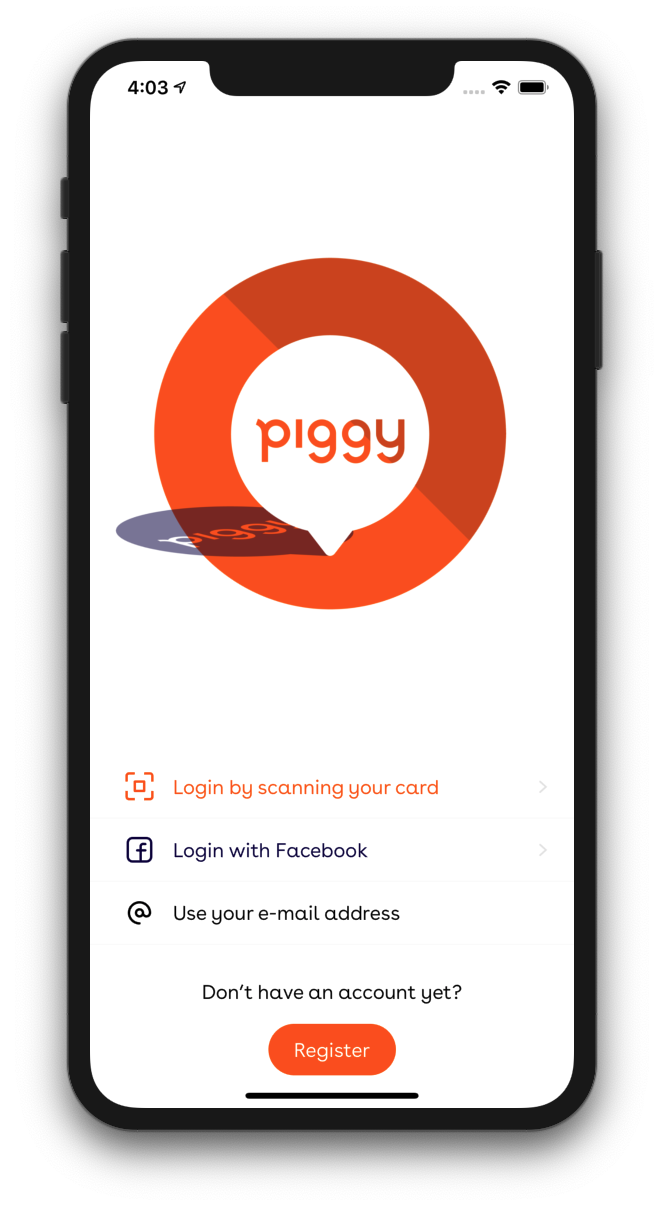 4:03
piggy
piggy
Login by scanning your card
Login with Facebook
Use your e-mail address
Don't have an account yet?
Register